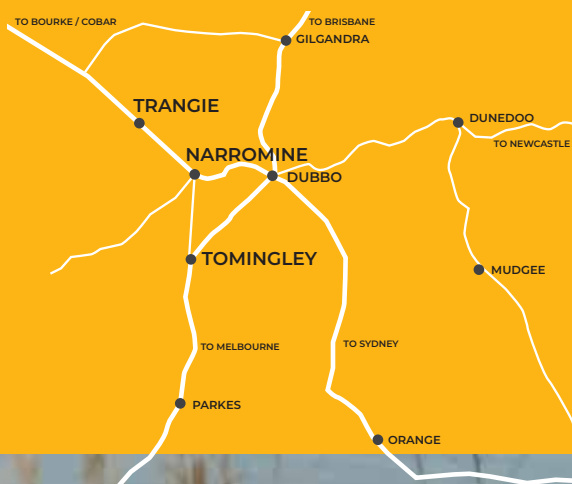 TO BOURKE / COBAR
TO BRISBANE
GILGANDRA
TRANGIE
DUNEDOO
TO NEWCASTLE
NARROMINE
DUBBO
TOMINGLEY
MUDGEE
TO MELBOURNE
TO SYDNEY
PARKES
ORANGE